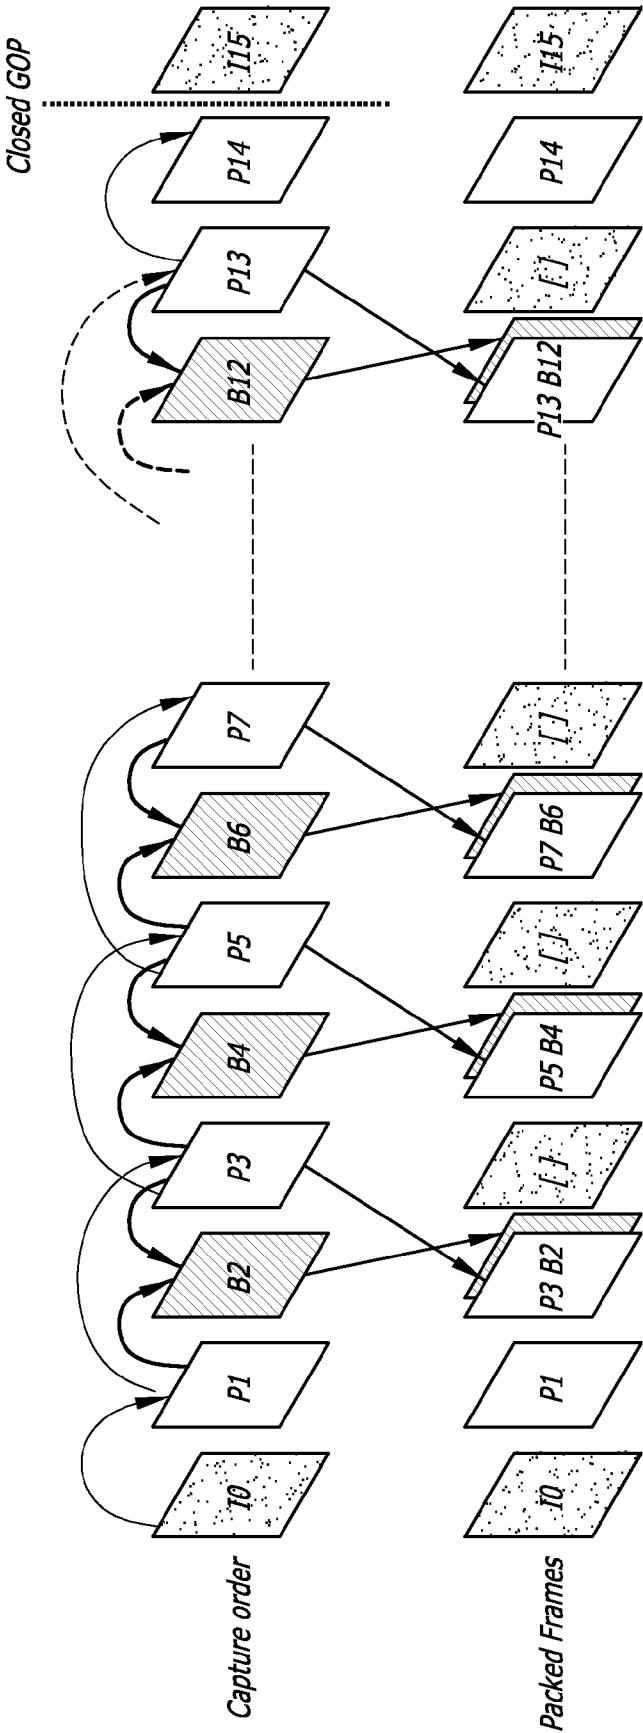 Closed GOP
Capture order
I0
P1
B2
P3
B4
P5
B6
P7
B12
P13
P14
I15
Packed Frames
I0
P1
P3 B2
[ ]
P5 B4
[ ]
P7 B6
[ ]
P13 B12
[ ]
P14
I15